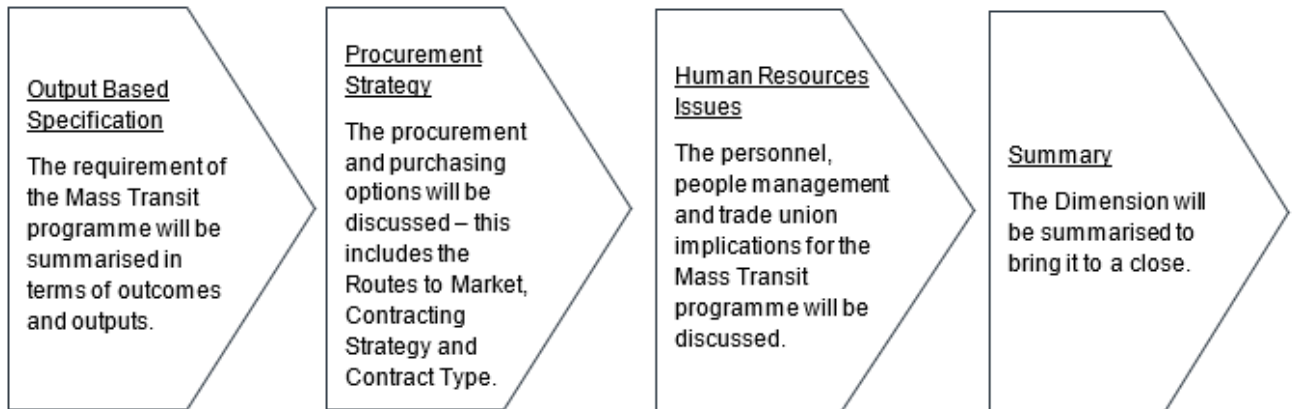 Output Based
Specification
The requirement of
the Mass Transit
programme will be
summarised in
terms of outcomes
and outputs.
Procurement
Strategy
The procurement
and purchasing
options will be
discussed – this
includes the
Routes to Market,
Contracting
Strategy and
Contract Type.
Human Resources
Issues
The personnel,
people management
and trade union
implications for the
Mass Transit
programme will be
discussed.
Summary
The Dimension will
be summarised to
bring it to a close.